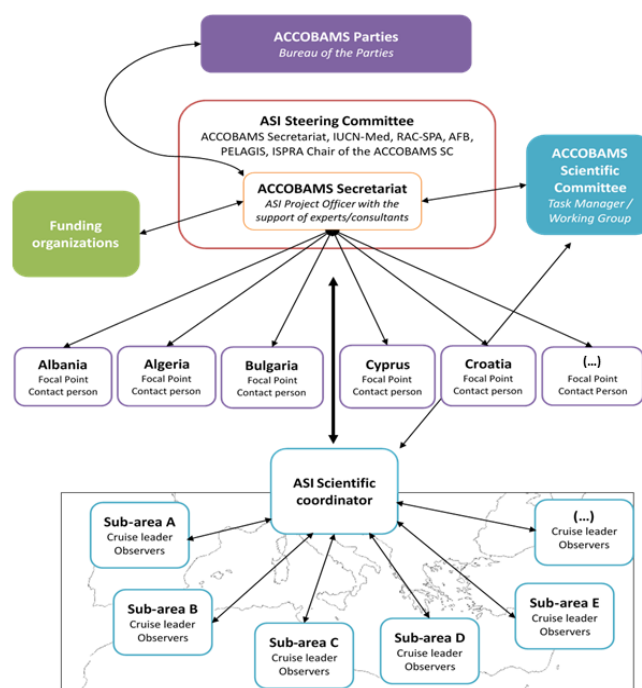 ACCOBAMS Parties
Bureau of the Parties
ASI Steering Committee
ACCOBAMS Secretariat, IUCN-Med, RAC-SPA, AFB,
PELAGIS, ISPRA Chair of the ACCOBAMS SC
ACCOBAMS Secretariat
ASI Project Officer with the
support of experts/consultants
ACCOBAMS
Scientific
Committee
Task Manager /
Working Group
Funding
organizations
Albania
Focal Point
Contact person
Algeria
Focal Point
Contact person
Bulgaria
Focal Point
Contact person
Cyprus
Focal Point
Contact person
Croatia
Focal Point
Contact person
(...)
Focal Point
Contact Person
ASI Scientific
coordinator
Sub-area A
Cruise leader
Observers
(...)
Cruise leader
Observers
Sub-area B
Cruise leader
Observers
Sub-area C
Cruise leader
Observers
Sub-area D
Cruise leader
Observers
Sub-area E
Cruise leader
Observers